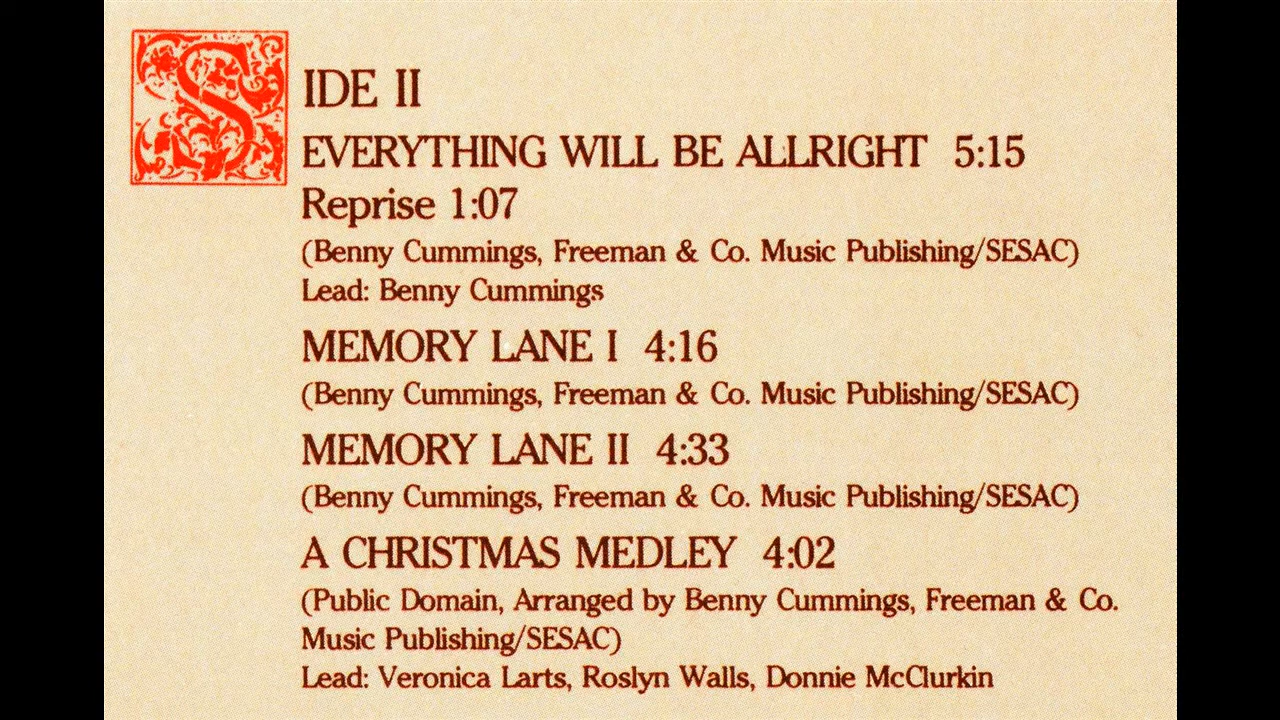 SIDE II
EVERYTHING WILL BE ALLRIGHT 5:15
Reprise 1:07
(Benny Cummings, Freeman & Co. Music Publishing/SESAC)
Lead: Benny Cummings
MEMORY LANE I 4:16
(Benny Cummings, Freeman & Co. Music Publishing/SESAC)
MEMORY LANE II 4:33
(Benny Cummings, Freeman & Co. Music Publishing/SESAC)
A CHRISTMAS MEDLEY 4:02
(Public Domain, Arranged by Benny Cummings, Freeman & Co.
Music Publishing/SESAC)
Lead: Veronica Larts, Roslyn Walls, Donnie McClurkin